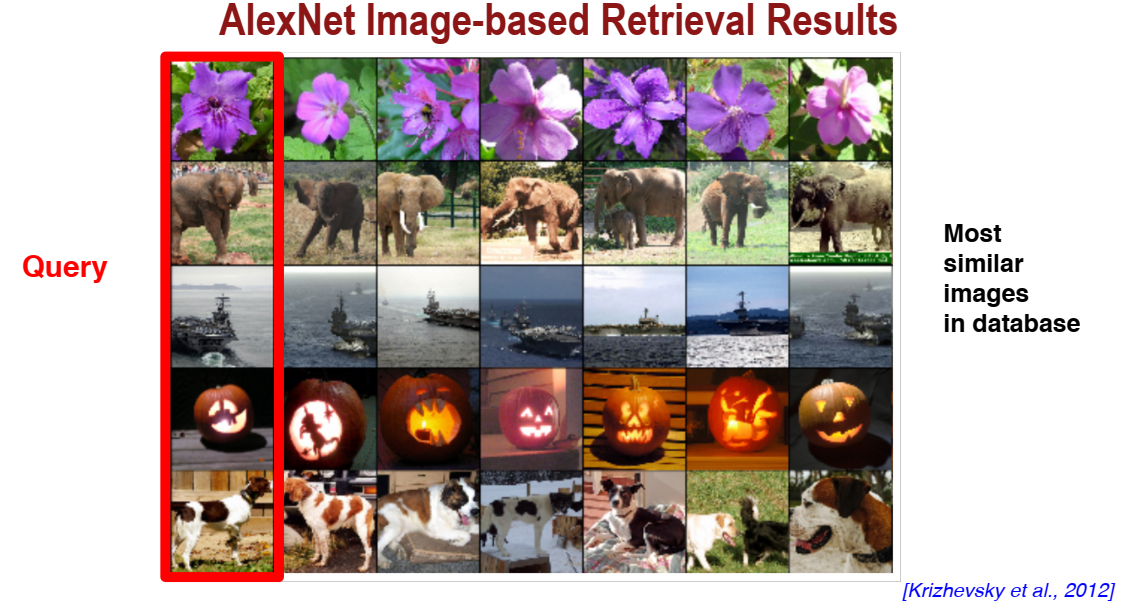 AlexNet Image-based Retrieval Results
Query
Most
similar
images
in database
[Krizhevsky et al., 2012]